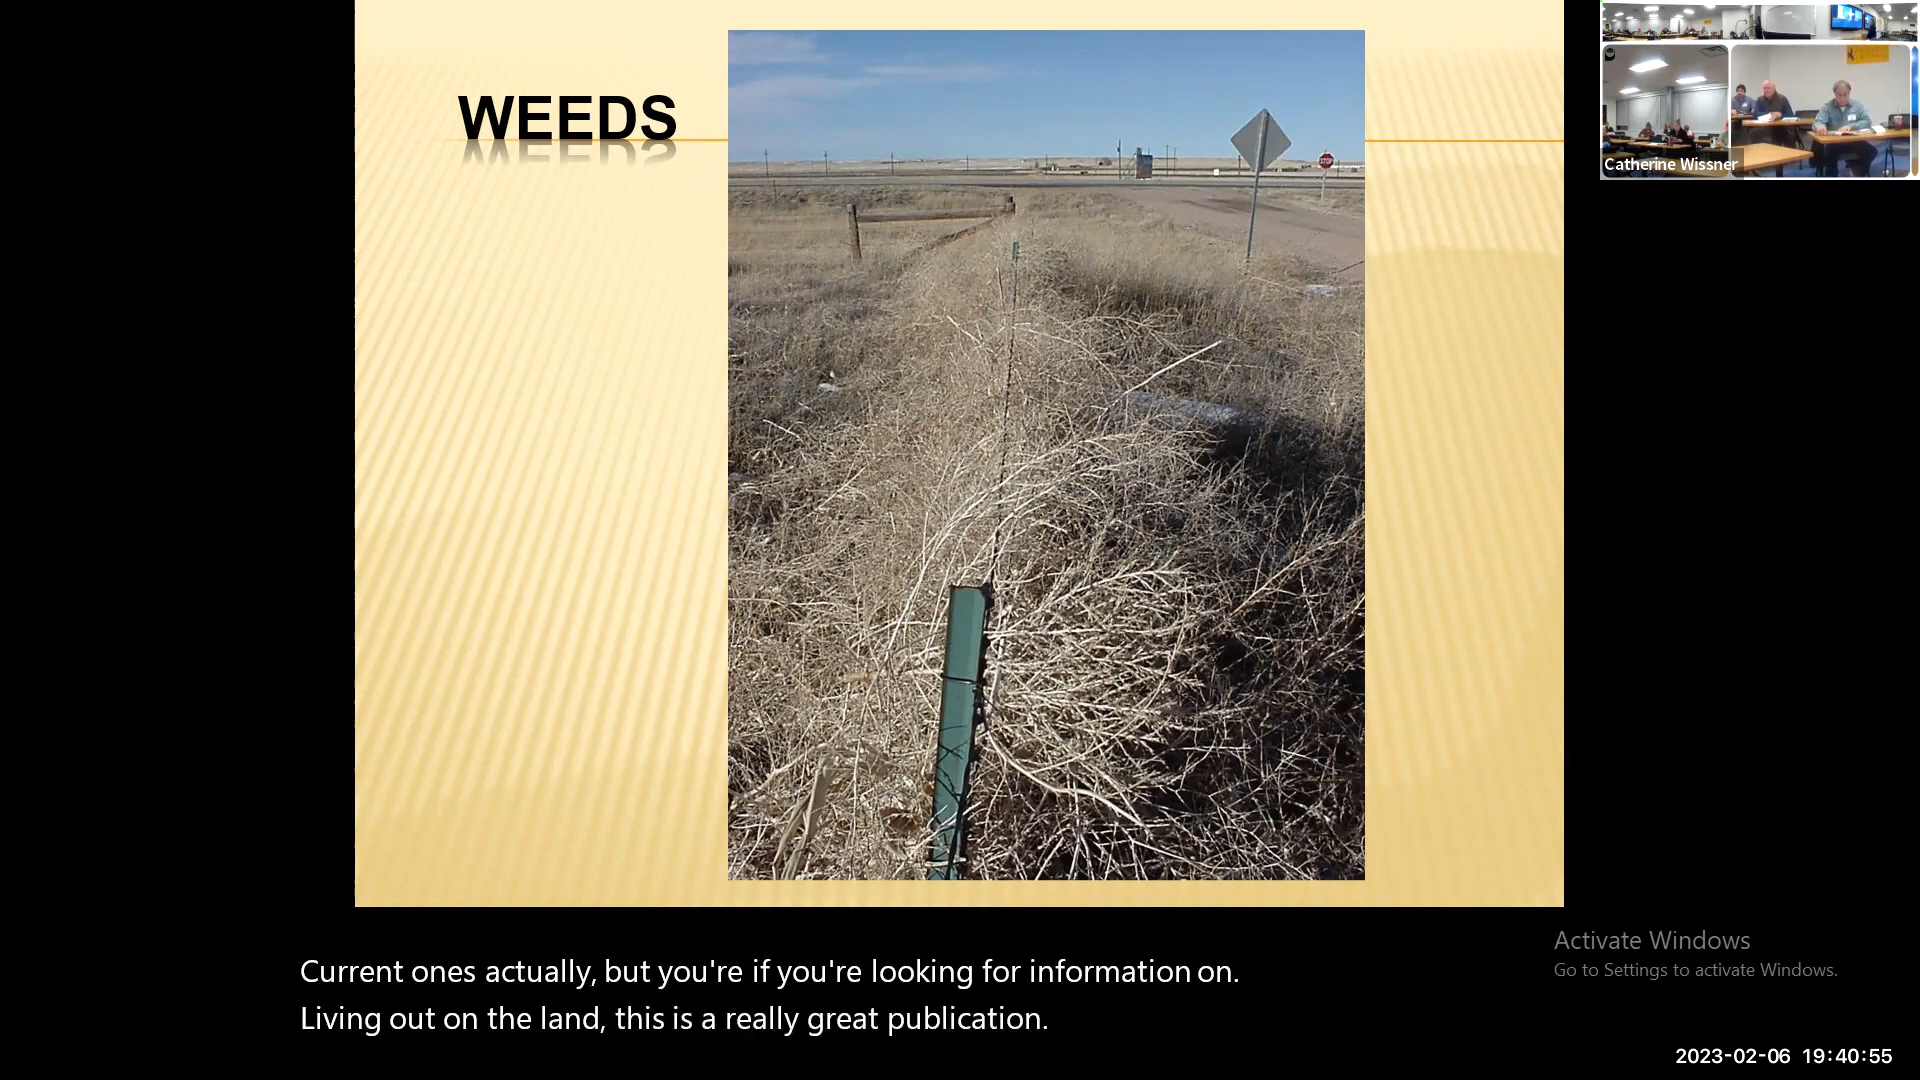 WEEDS
Catherine Wissner
Current ones actually, but you're if you're looking for information on.
Living out on the land, this is a really great publication.
Activate Windows
Go to Settings to activate Windows.
2023-02-06 19:40:55